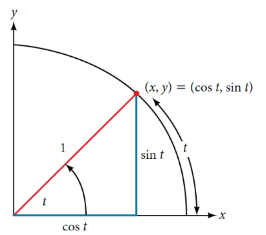 y
(x, y) = (cos t, sin t)
1
sin t
t
t
x
cos t